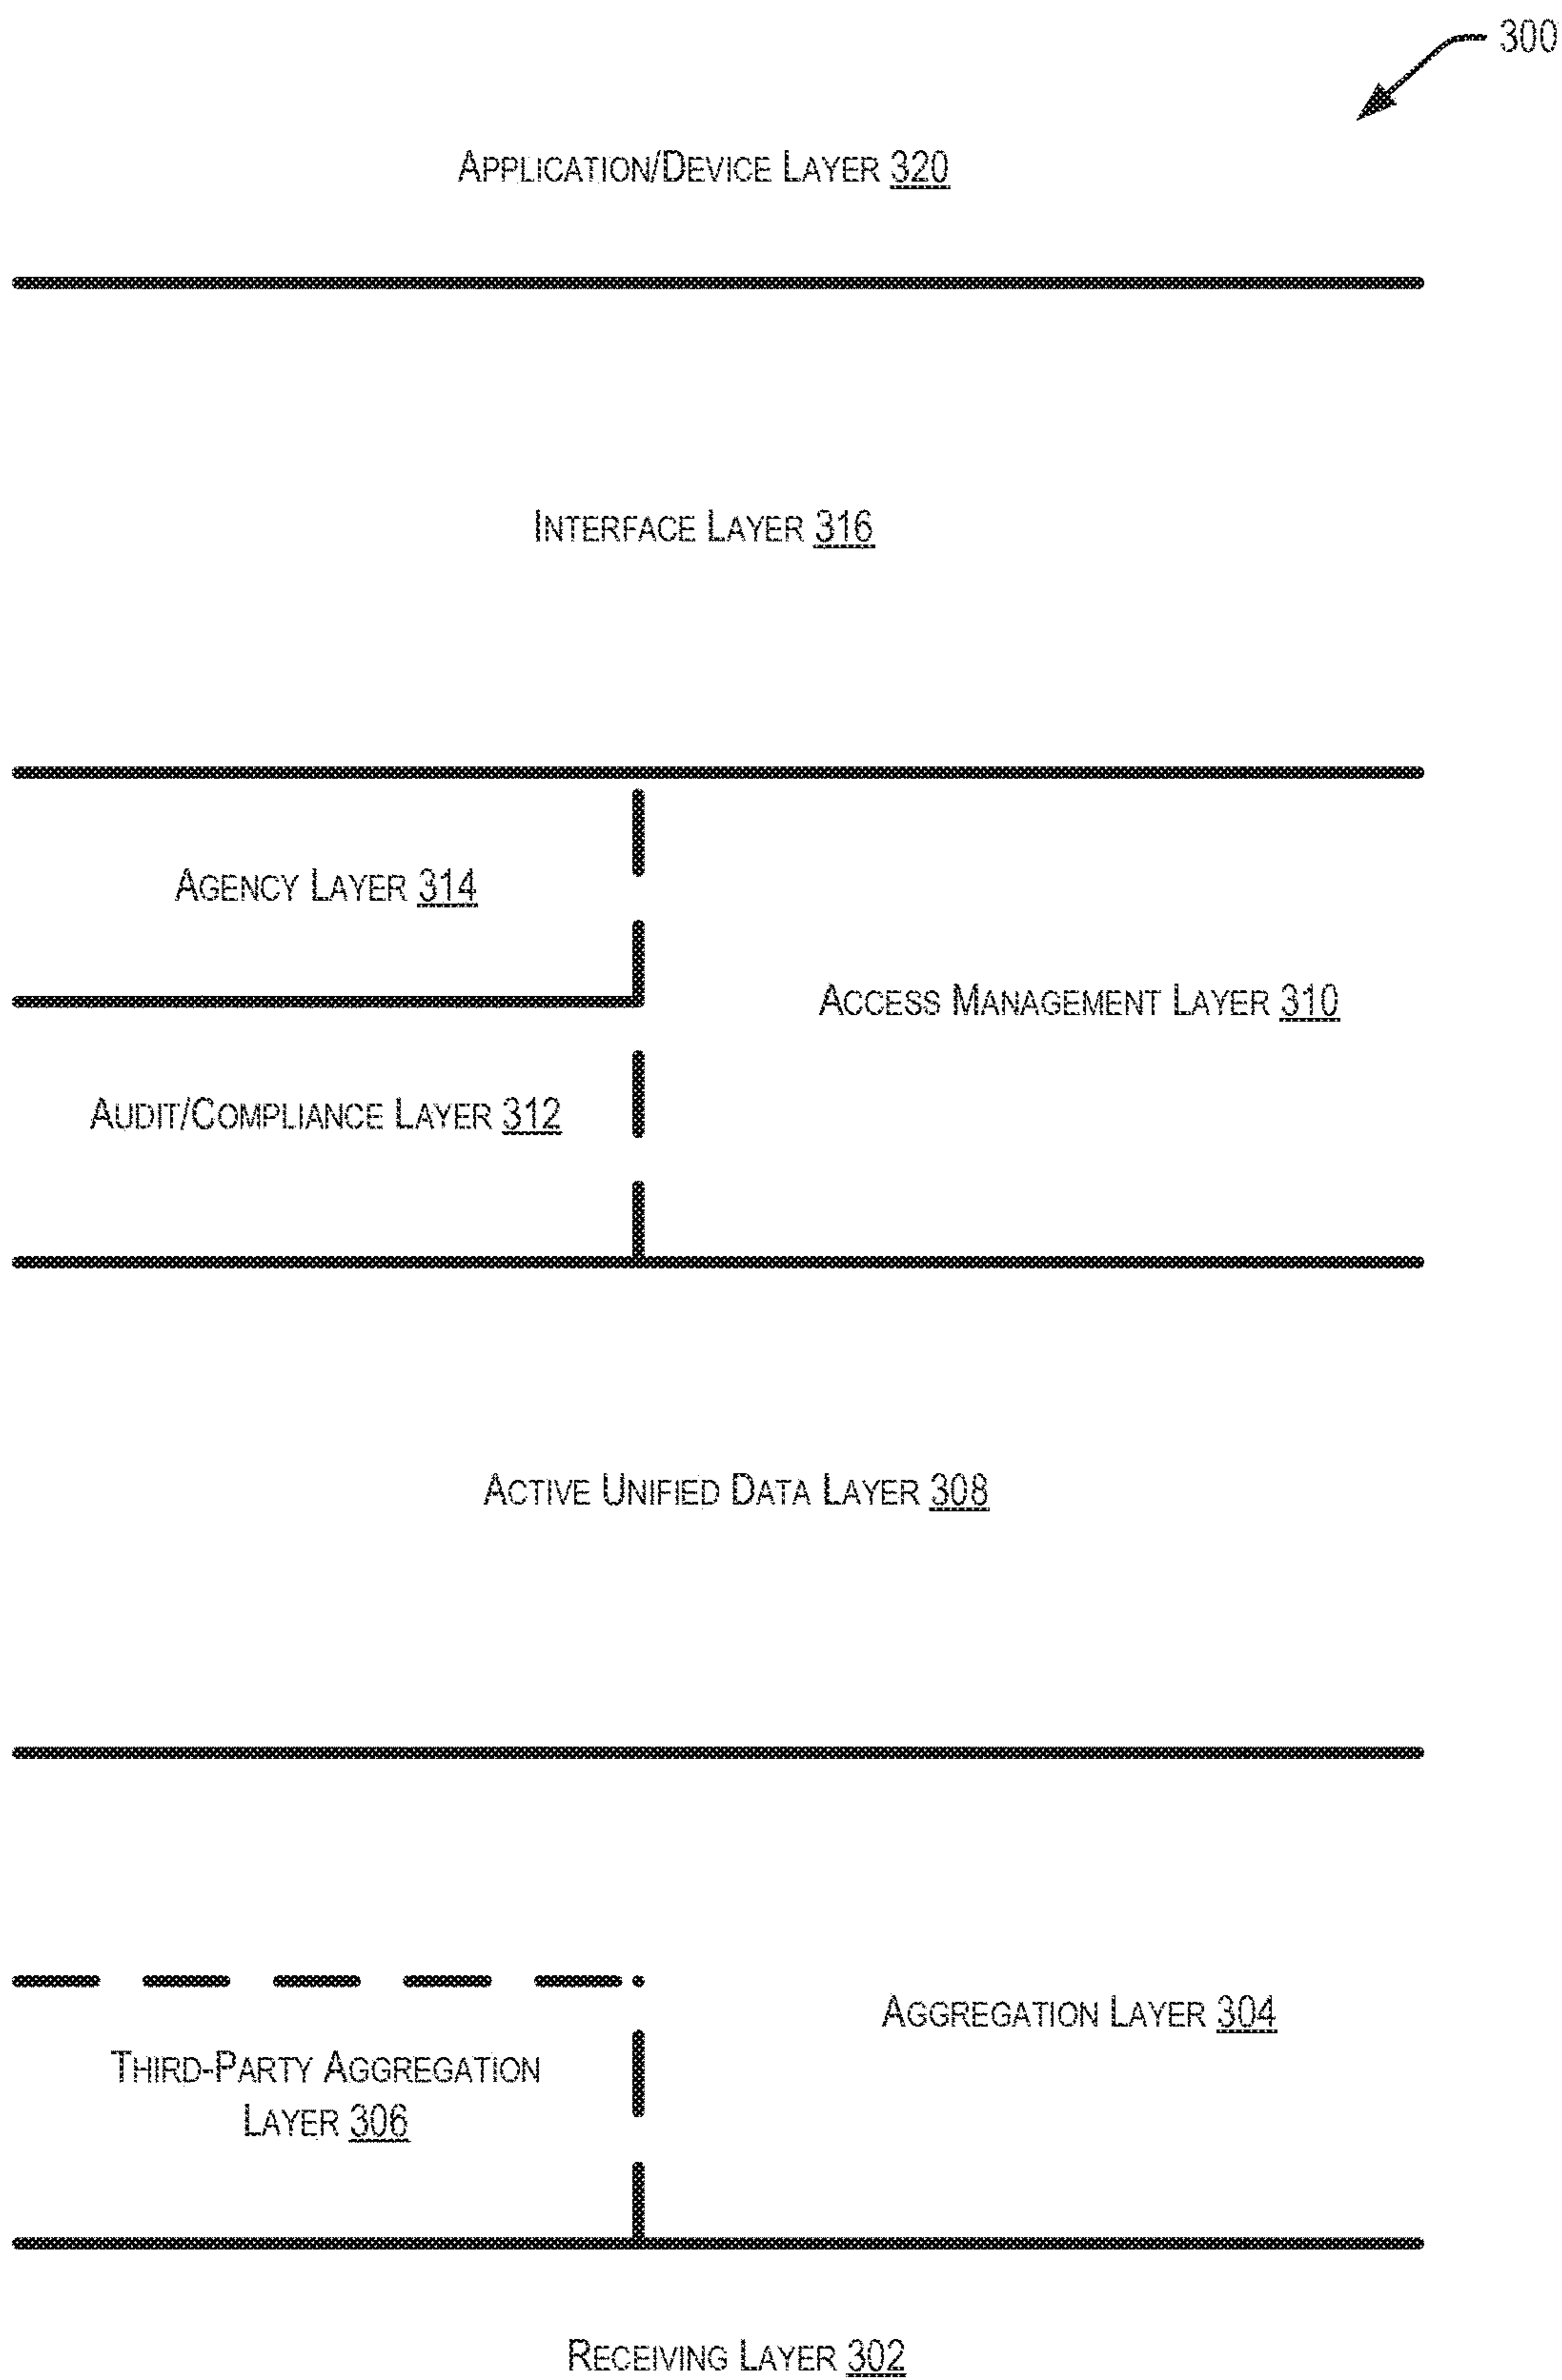 300
APPLICATION/DEVICE LAYER 320
INTERFACE LAYER 316
AGENCY LAYER 314
ACCESS MANAGEMENT LAYER 310
AUDIT/COMPLIANCE LAYER 312
ACTIVE UNIFIED DATA LAYER 308
AGGREGATION LAYER 304
THIRD-PARTY AGGREGATION
LAYER 306
RECEIVING LAYER 302